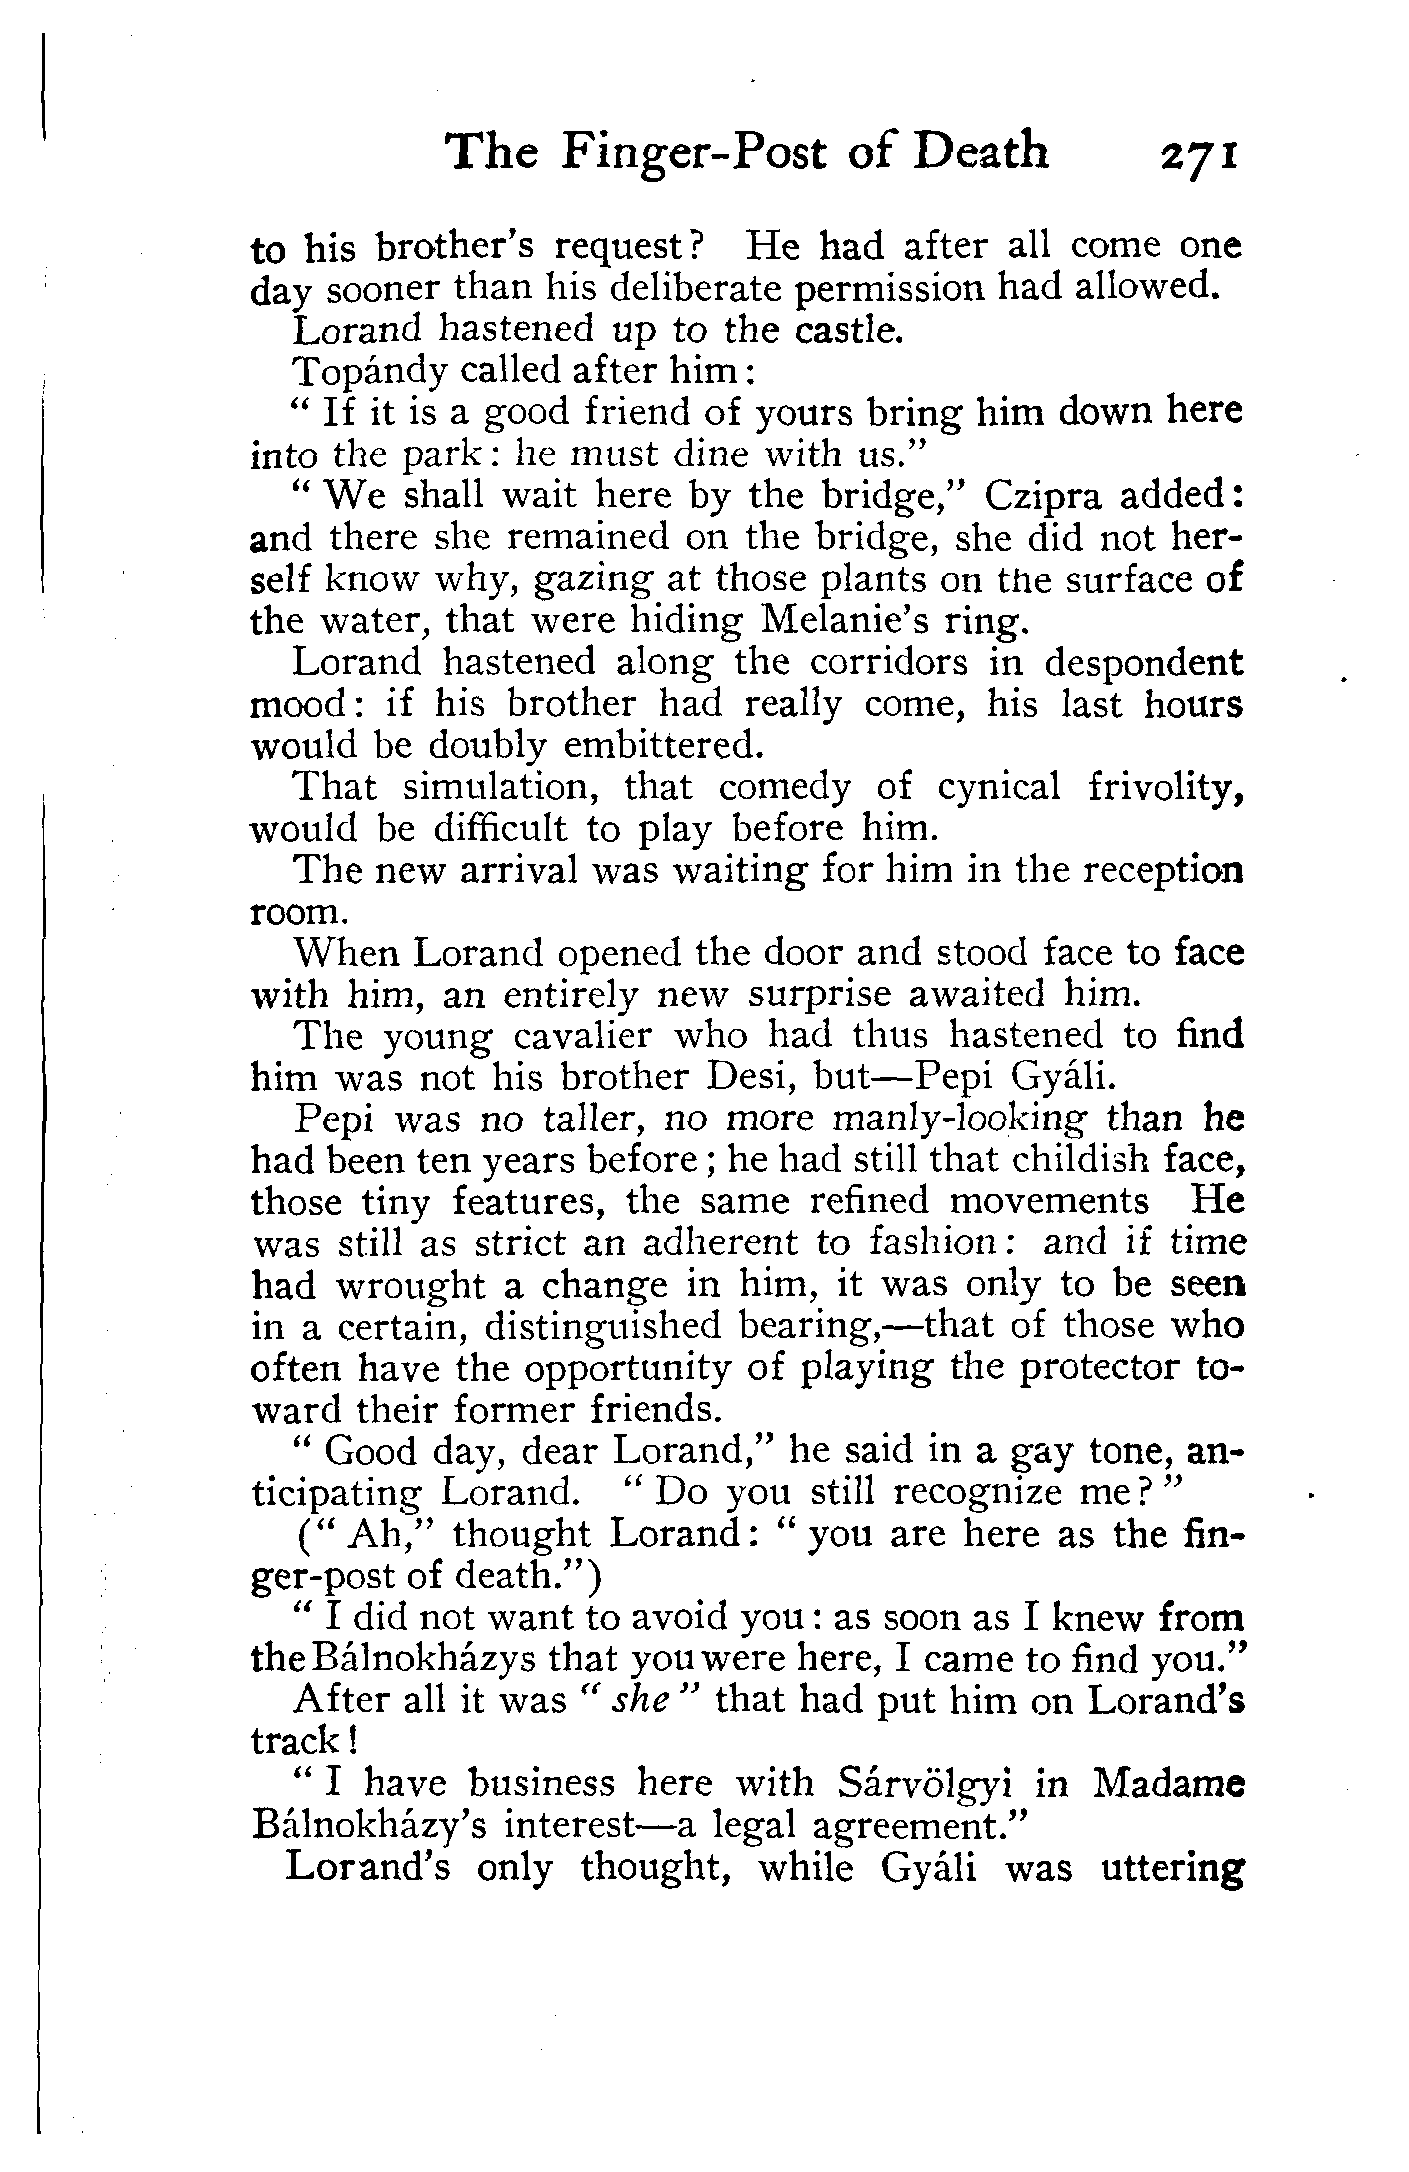 The Finger-Post of Death 271
to his brother's request? He had after all come one
day sooner than his deliberate permission had allowed.
Lorand hastened up to the castle.
Topándy called after him:
" If it is a good friend of yours bring him down here
into the park: he must dine with us."
" We shall wait here by the bridge," Czipra added:
and there she remained on the bridge, she did not her-
self know why, gazing at those plants on the surface of
the water, that were hiding Melanie's ring.
Lorand hastened along the corridors in despondent
mood: if his brother had really come, his last hours
would be doubly embittered.
That simulation, that comedy of cynical frivolity,
would be difficult to play before him.
The new arrival was waiting for him in the reception
room.
When Lorand opened the door and stood face to face
with him, an entirely new surprise awaited him.
The young cavalier who had thus hastened to find
him was not his brother Desi, but—Pepi Gyáli.
Pepi was no taller, no more manly-looking than he
had been ten years before; he had still that childish face,
those tiny features, the same refined movements He
was still as strict an adherent to fashion: and if time
had wrought a change in him, it was only to be seen
in a certain, distinguished bearing,—that of those who
often have the opportunity of playing the protector to-
ward their former friends.
" Good day, dear Lorand," he said in a gay tone, an-
ticipating Lorand. " Do you still recognize me?"
(" Ah," thought Lorand: " you are here as the fin-
ger-post of death.")
" I did not want to avoid you: as soon as I knew from
the Bálnokházys that you were here, I came to find you."
After all it was " she " that had put him on Lorand's
track!
" I have business here with Sárvölgyi in Madame
Bálnokházy's interest—a legal agreement."
Lorand's only thought, while Gyáli was uttering